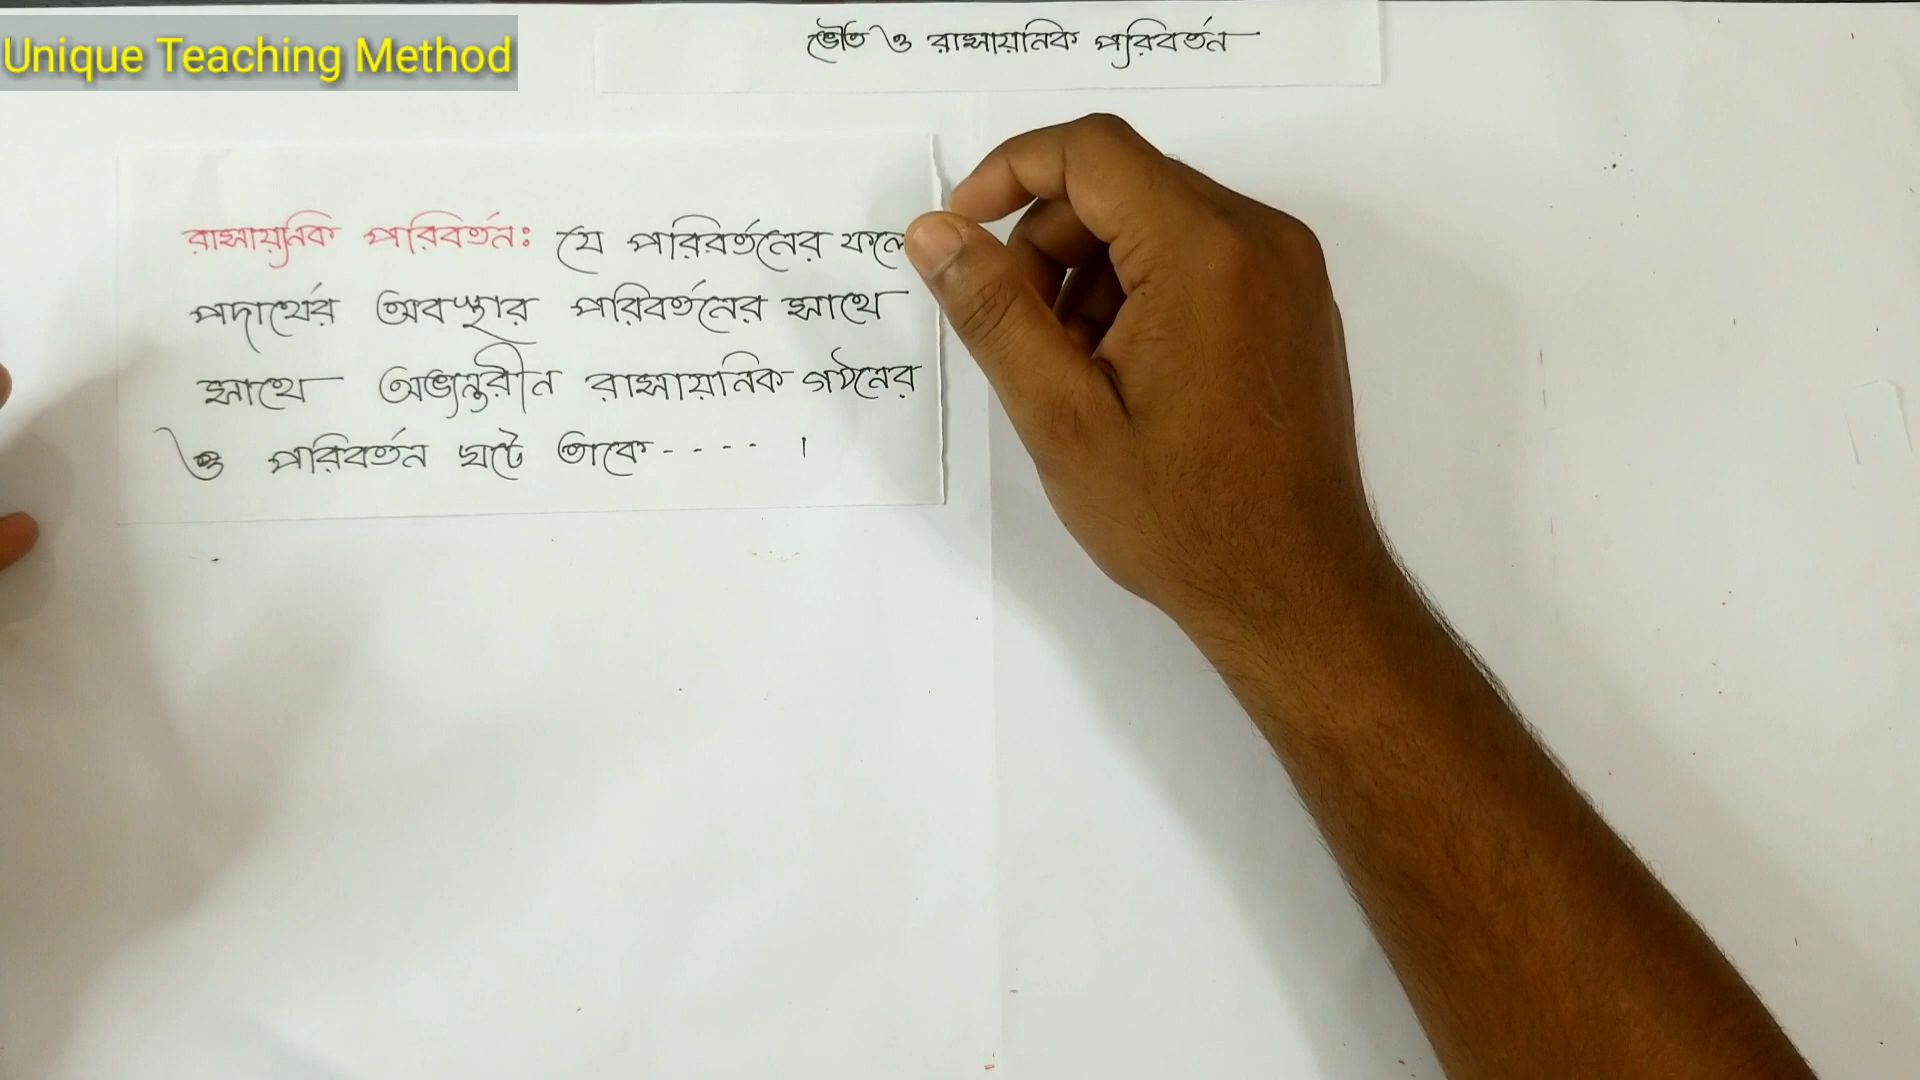 Unique Teaching Method
ভৌতি ও রাসায়নিক পরিবর্তন
রাসায়নিক পরিবর্তনঃ যে পরিবর্তনের ফলে
পদার্থের অবস্থার পরিবর্তনের সাথে
সাথে অভ্যন্তরীন রাসায়নিক গঠনের
ও পরিবর্তন ঘটে তাকে - - - - ।